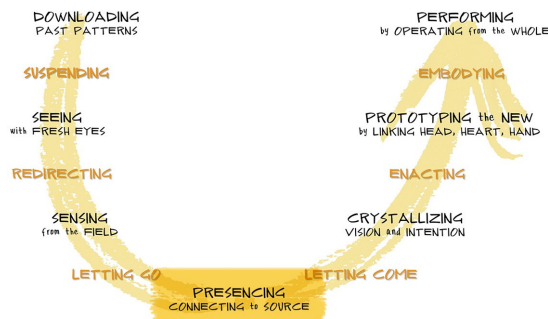 DOWNLOADING
PAST PATTERNS
SUSPENDING
SEEING
with FRESH EYES
REDIRECTING
SENSING
from the FIELD
LETTING GO
PRESENCING
CONNECTING to SOURCE
LETTING COME
CRYSTALLIZING
VISION and INTENTION
ENACTING
PROTOTYPING the NEW
by LINKING HEAD, HEART, HAND
EMBODYING
PERFORMING
by OPERATING from the WHOLE